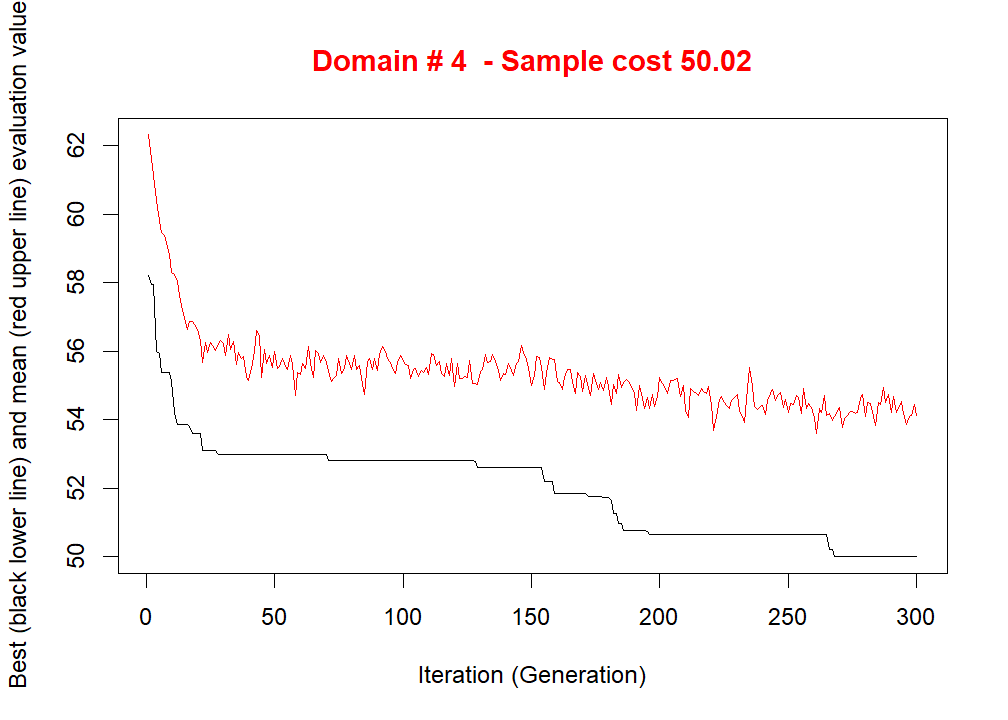 Domain # 4  - Sample cost 50.02
Best (black lower line) and mean (red upper line) evaluation value
62
60
58
56
54
52
50
0 50 100 150 200 250 300
Iteration (Generation)